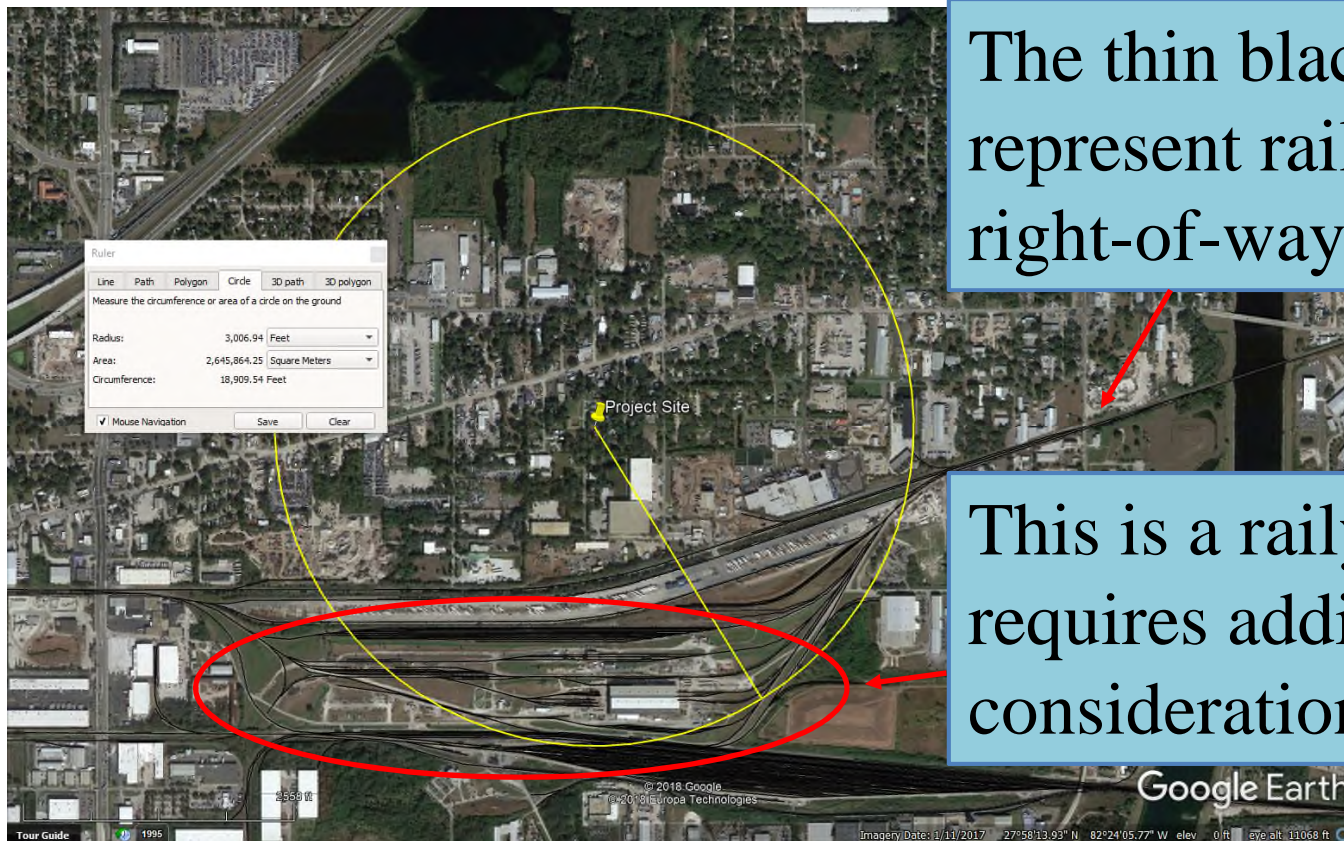 The thin blac
represent rail
right-of-way
This is a rail
requires addi
consideration
Ruler
Line Path Polygon Circle 3D path 3D polygon
Measure the circumference or area of a circle on the ground
Radius: 3,006.94 Feet
Area: 2,645,864.25 Square Meters
Circumference: 18,909.54 Feet
Mouse Navigation Save Clear
Project Site
2558 ft
© 2018 Google
© 2018 Europa Technologies
Google Earth
Tour Guide 1995 Imagery Date: 1/11/2017 27°58'13.93" N 82°24'05.77" W elev 0 ft eye alt 11068 ft